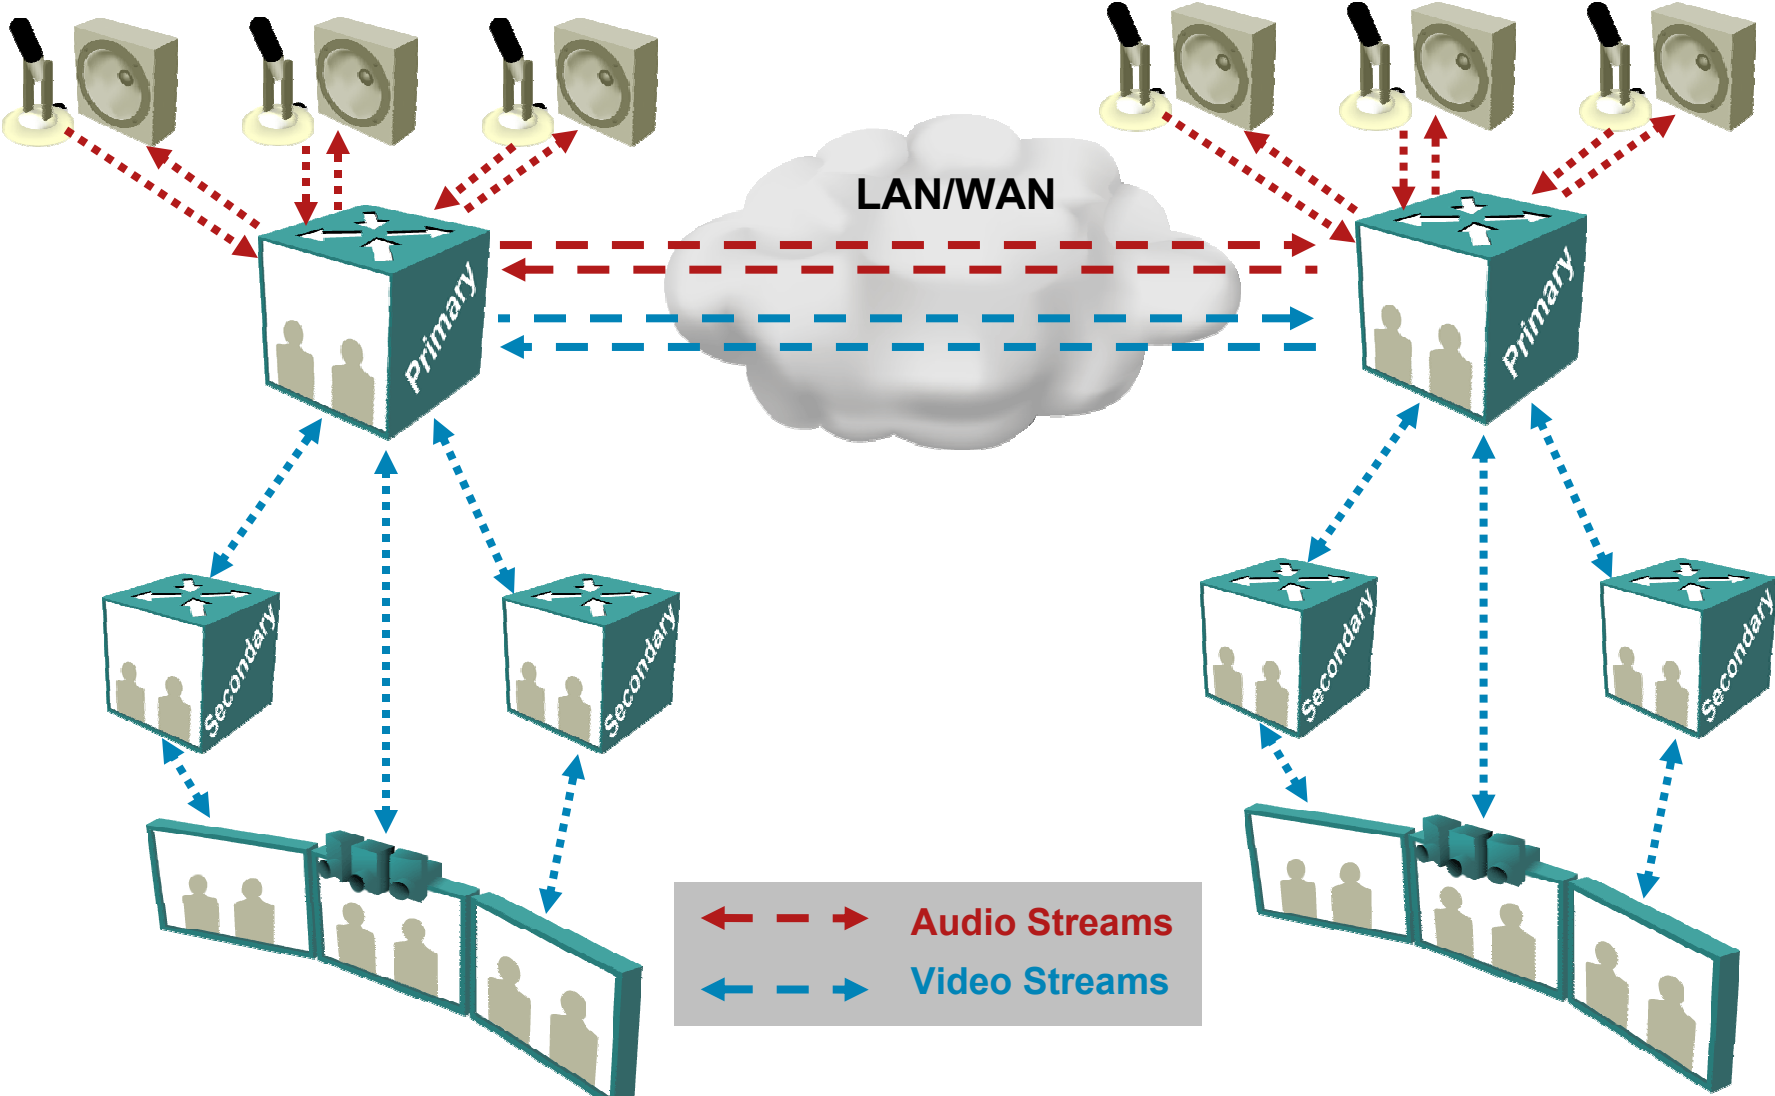 LAN/WAN
Primary
Primary
Secondary
Secondary
Secondary
Secondary
Audio Streams
Video Streams